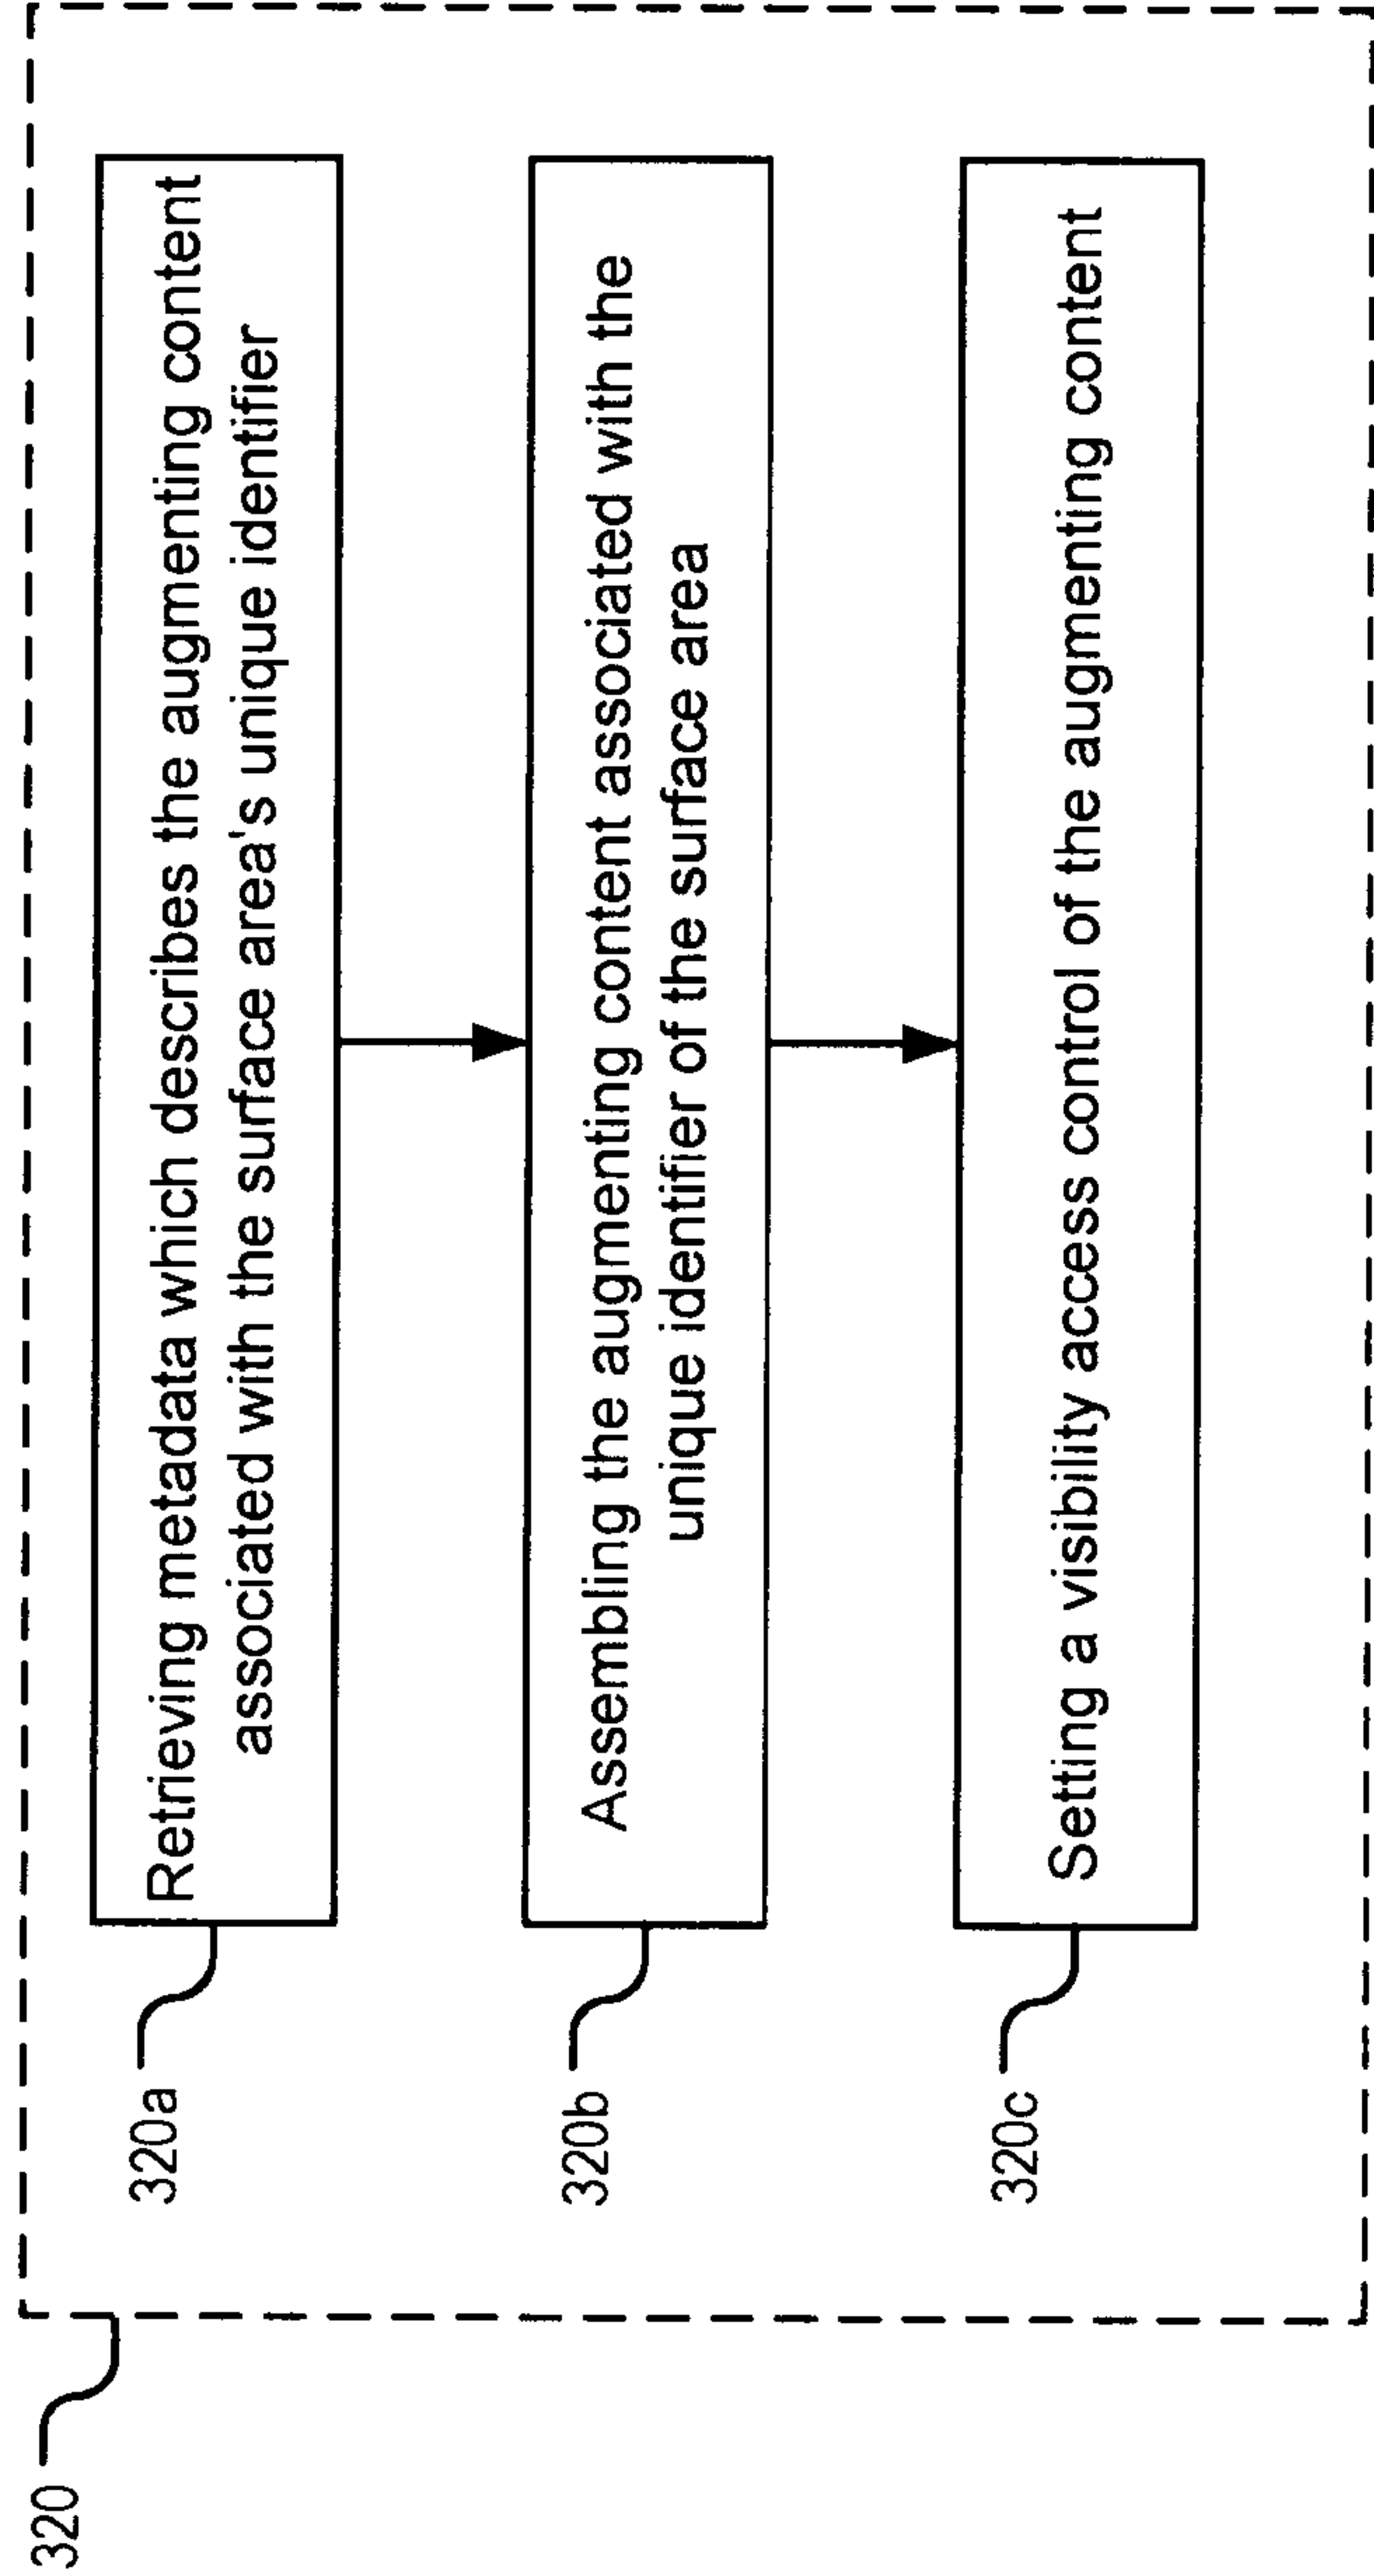 320
320a
Retrieving metadata which describes the augmenting content
associated with the surface area's unique identifier
320b
Assembling the augmenting content associated with the
unique identifier of the surface area
320c
Setting a visibility access control of the augmenting content